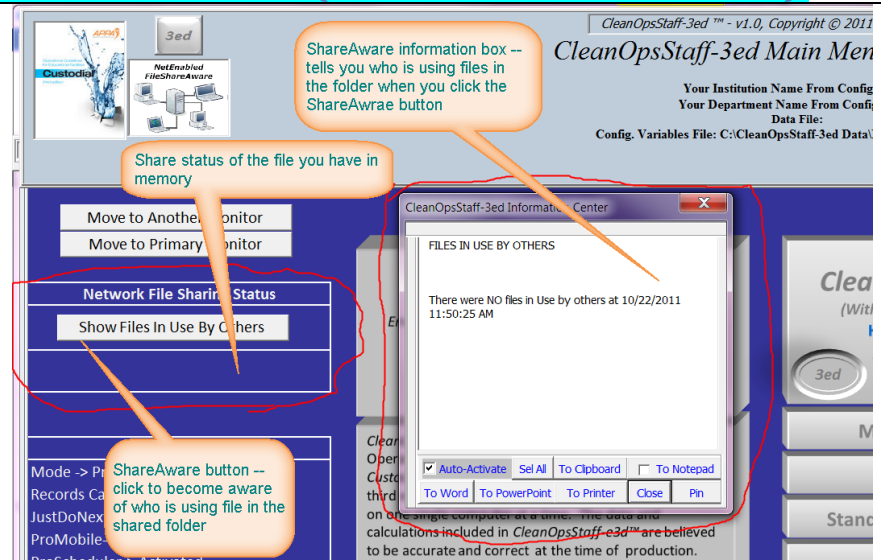 CleanOpsStaff-3ed ™ - v1.0, Copyright © 2011
CleanOpsStaff-3ed Main Men
Your Institution Name From Config
Your Department Name From Confi
Data File:
Config. Variables File: C:\CleanOpsStaff-3ed Data\
APPA
Custodial
3ed
NetEnabled
FileShareAware
ShareAware information box --
tells you who is using files in
the folder when you click the
ShareAwrae button
Share status of the file you have in
memory
Move to Another Monitor
Move to Primary Monitor
Network File Sharing Status
Show Files In Use By Others
CleanOpsStaff-3ed Information Center
FILES IN USE BY OTHERS
There were NO files in Use by others at 10/22/2011
11:50:25 AM
Auto-Activate Sel All To Clipboard To Notepad
To Word To PowerPoint To Printer Close Pin
ShareAware button --
click to become aware
of who is using file in the
shared folder
Mode -> Pr
Records Ca
JustDoNex
ProMobile-
Activated
Clea
(With
H
3ed
M
Stand
En
Clean
Oper
Custo
third
on one single computer at a time. The data and
calculations included in CleanOpsStaff-e3d™ are believed
to be accurate and correct at the time of production.